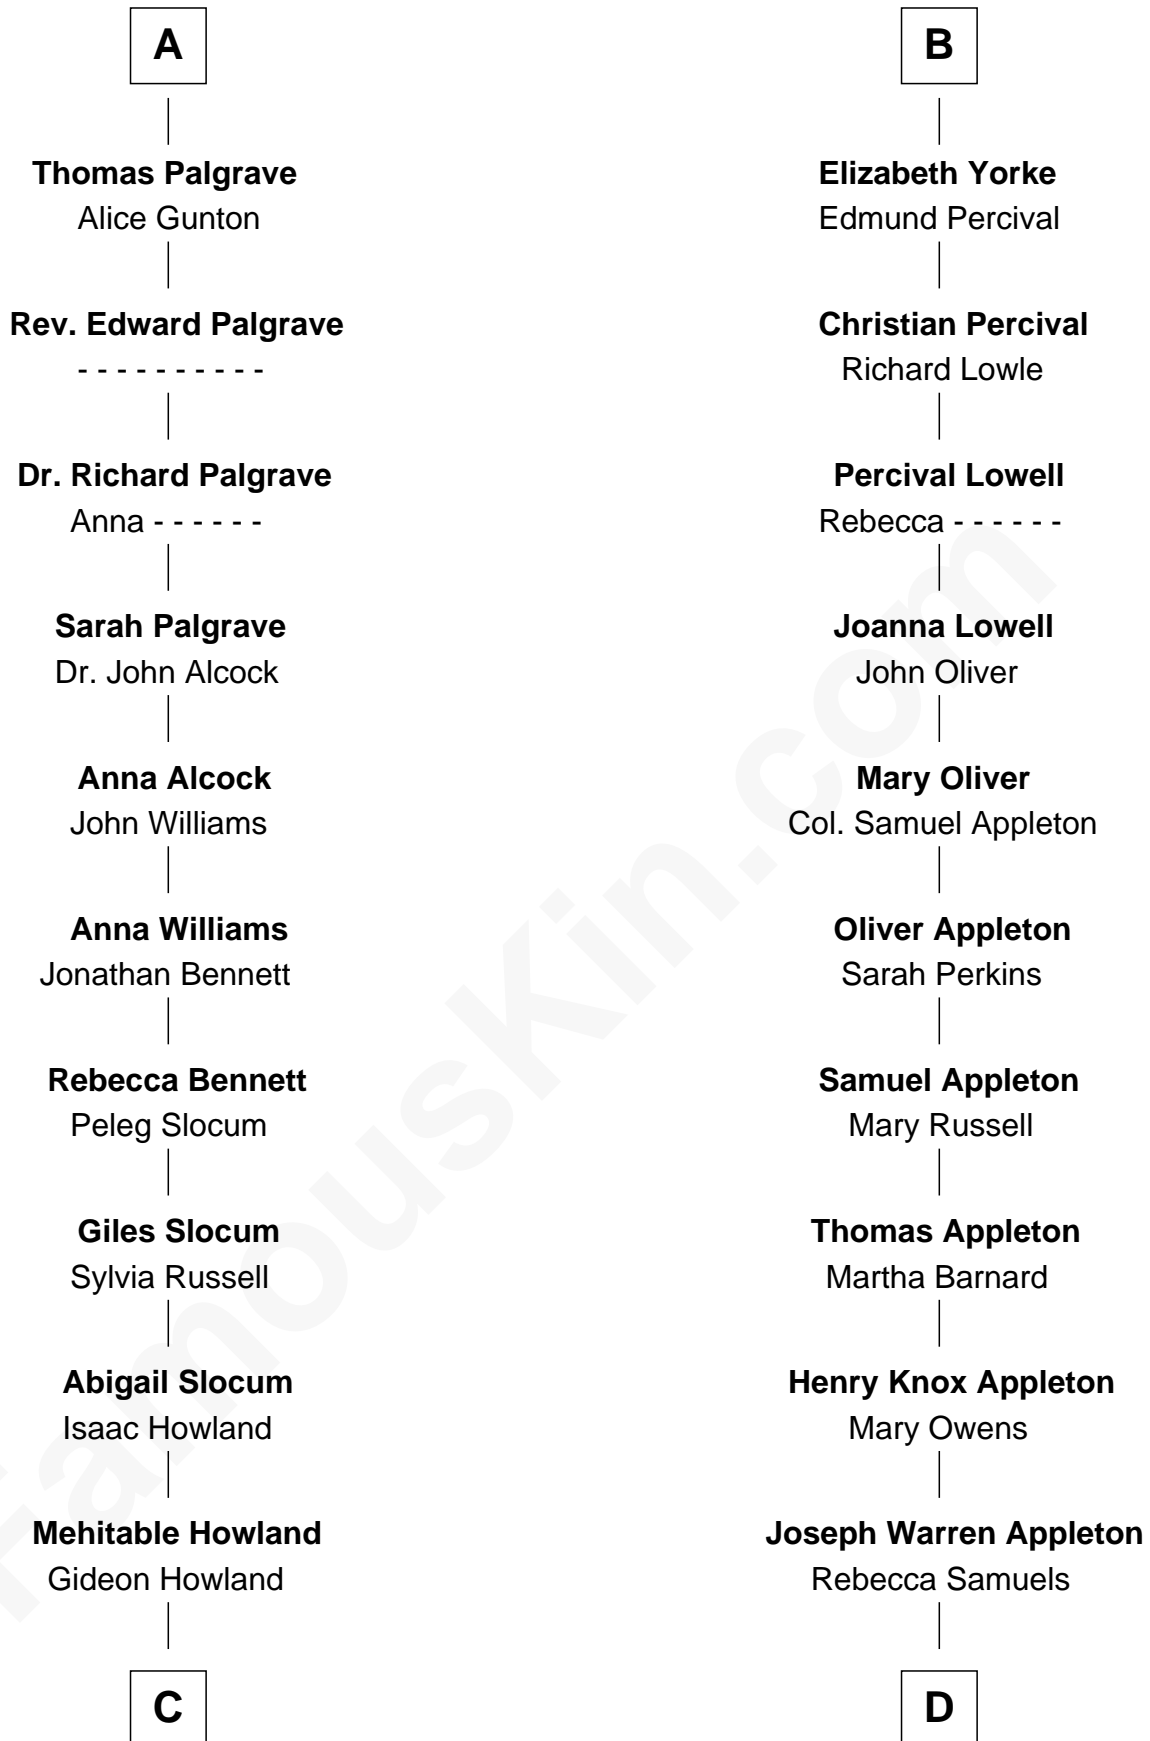 A
Thomas Palgrave
Alice Gunton
Rev. Edward Palgrave
- - - - - - - - - -
Dr. Richard Palgrave
Anna - - - - - -
Sarah Palgrave
Dr. John Alcock
Anna Alcock
John Williams
Anna Williams
Jonathan Bennett
Rebecca Bennett
Peleg Slocum
Giles Slocum
Sylvia Russell
Abigail Slocum
Isaac Howland
Mehitable Howland
Gideon Howland
C
B
Elizabeth Yorke
Edmund Percival
Christian Percival
Richard Lowle
Percival Lowell
Rebecca - - - - - -
Joanna Lowell
John Oliver
Mary Oliver
Col. Samuel Appleton
Oliver Appleton
Sarah Perkins
Samuel Appleton
Mary Russell
Thomas Appleton
Martha Barnard
Henry Knox Appleton
Mary Owens
Joseph Warren Appleton
Rebecca Samuels
D
FamousKin.com